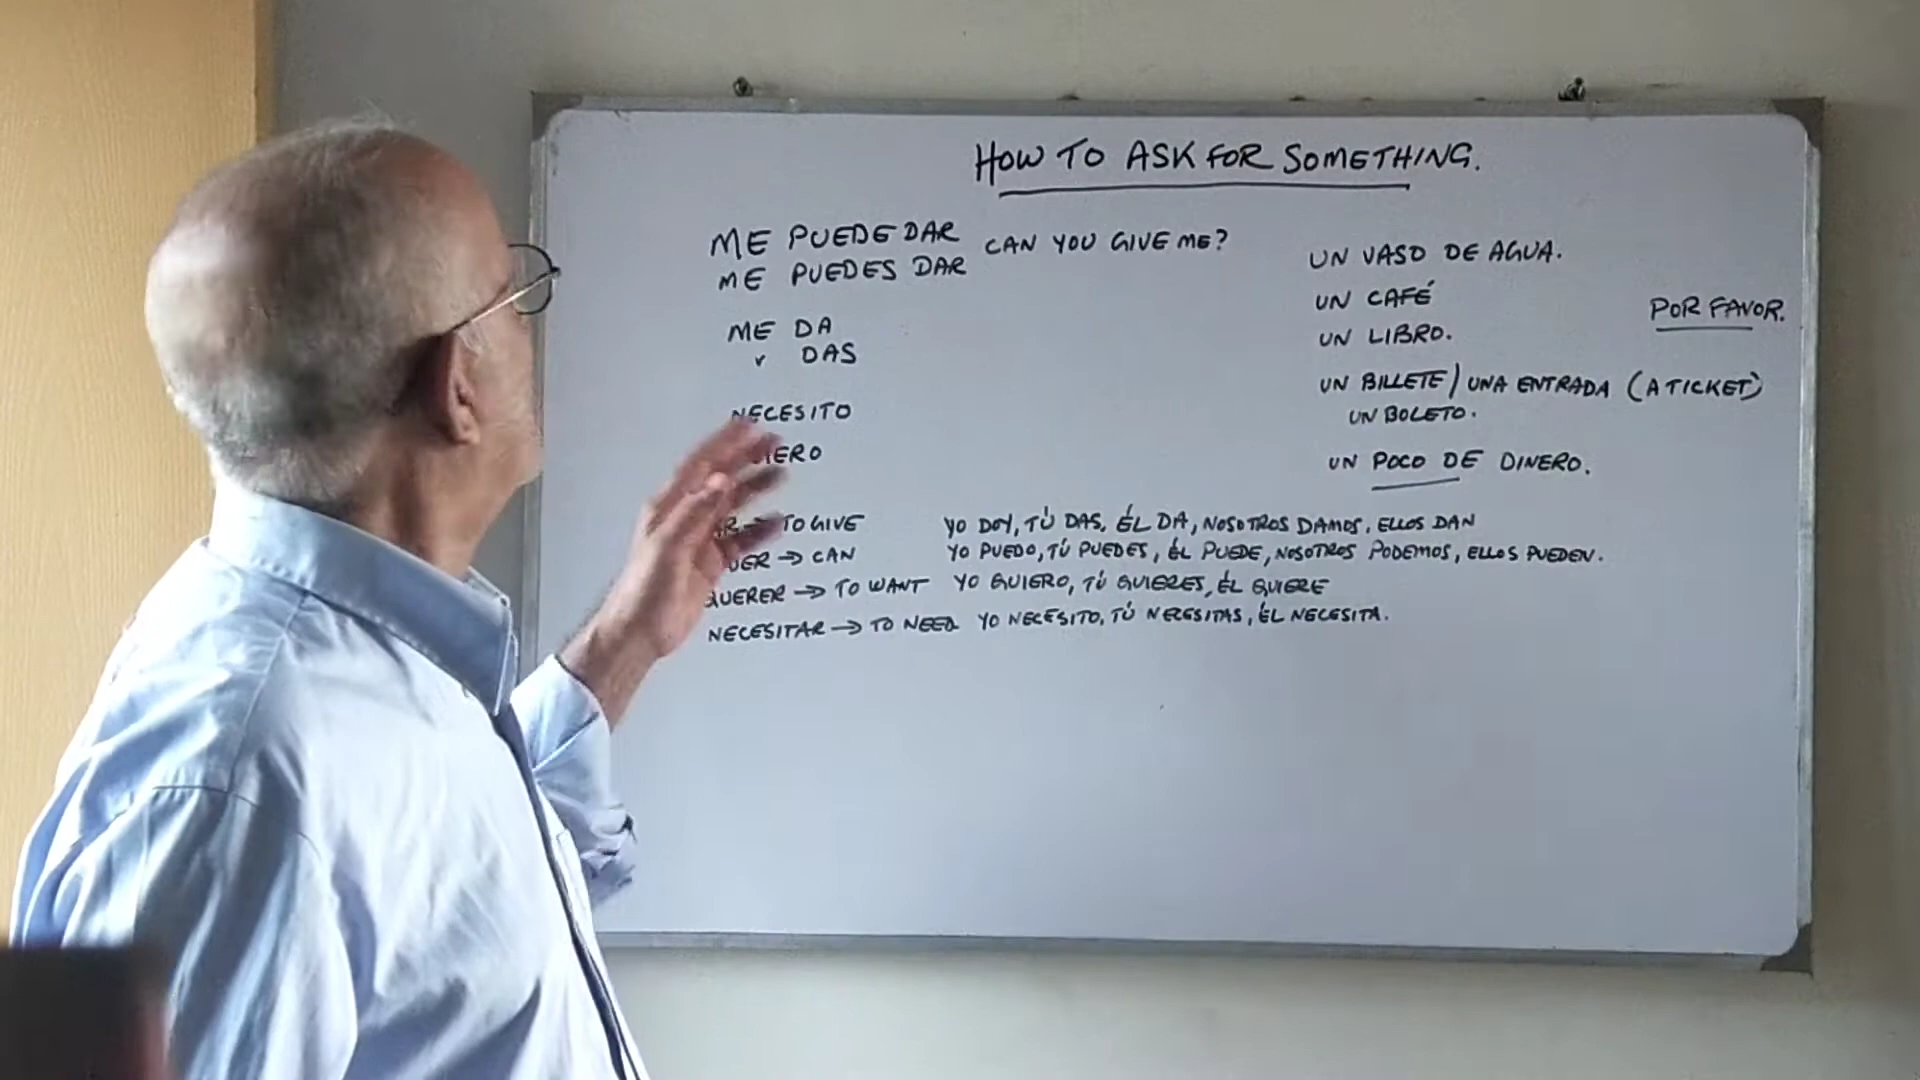 HOW TO ASK FOR SOMETHING.
ME PUEDE DAR
ME PUEDES DAR
CAN YOU GIVE ME?
ME DA
" DAS
NECESITO
IERO
UN VASO DE AGUA.
UN CAFÉ
UN LIBRO.
UN BILLETE/UNA ENTRADA (A TICKET)
UN BOLETO.
UN POCO DE DINERO.
POR FAVOR.
AR → TO GIVE YO DOY, TÚ DAS, ÉL DA, NOSOTROS DAMOS, ELLOS DAN
DER → CAN YO PUEDO, TÚ PUEDES, ÉL PUEDE, NOSOTROS PODEMOS, ELLOS PUEDEN.
QUERER → TO WANT YO QUIERO, TÚ QUIERES, ÉL QUIERE
NECESITAR → TO NEED YO NECESITO, TÚ NECESITAS, ÉL NECESITA.